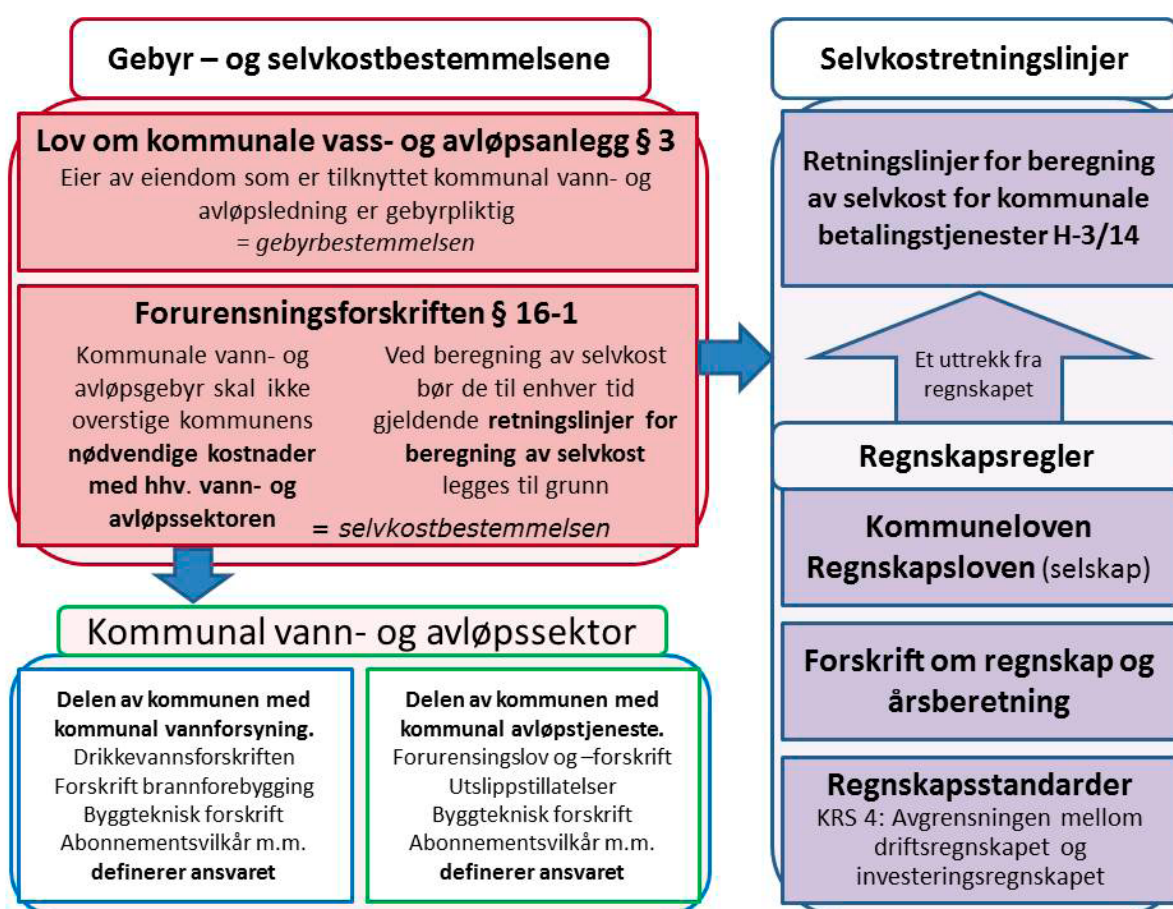 Gebyr – og selvkostbestemmelsene
Lov om kommunale vass- og avløpsanlegg § 3
Eier av eiendom som er tilknyttet kommunal vann- og
avløpsledning er gebyrpliktig
= gebyrbestemmelsen
Forurensningsforskriften § 16-1
Kommunale vann- og
avløpsgebyr skal ikke
overstige kommunens
nødvendige kostnader
med hhv. vann- og
avløpssektoren
Ved beregning av selvkost
bør de til enhver tid
gjeldende retningslinjer for
beregning av selvkost
legges til grunn
= selvkostbestemmelsen
Kommunal vann- og avløpssektor
Delen av kommunen med
kommunal vannforsyning.
Drikkevannsforskriften
Forskrift brannforebygging
Byggteknisk forskrift
Abonnementsvilkår m.m.
definerer ansvaret
Delen av kommunen med
kommunal avløpstjeneste.
Forurensingslov og –forskrift
Utslippstillatelser
Byggteknisk forskrift
Abonnementsvilkår m.m.
definerer ansvaret
Selvkostretningslinjer
Retningslinjer for beregning
av selvkost for kommunale
betalingstjenester H-3/14
Et uttrekk fra
regnskapet
Regnskapsregler
Kommuneloven
Regnskapsloven (selskap)
Forskrift om regnskap og
årsberetning
Regnskapsstandarder
KRS 4: Avgrensningen mellom
driftsregnskapet og
investeringsregnskapet